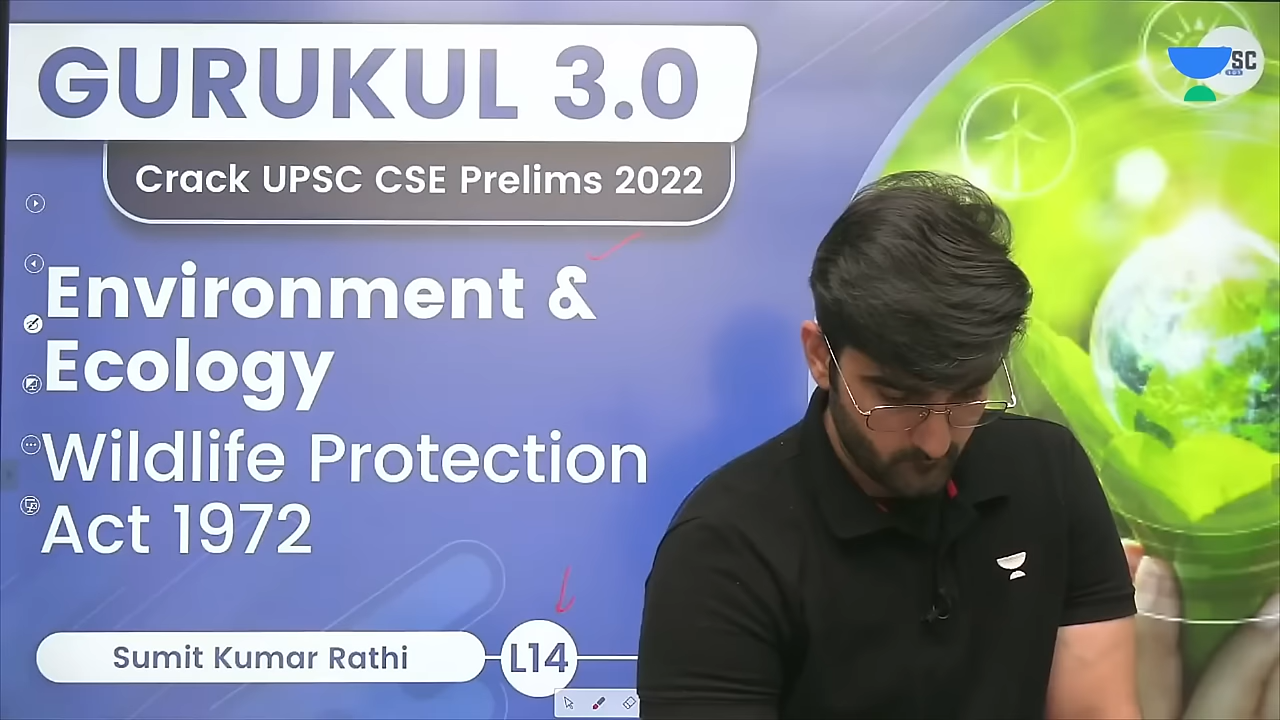 GURUKUL 3.0
SC
Crack UPSC CSE Prelims 2022
Environment &
Ecology
Wildlife Protection
Act 1972
Sumit Kumar Rathi
L14